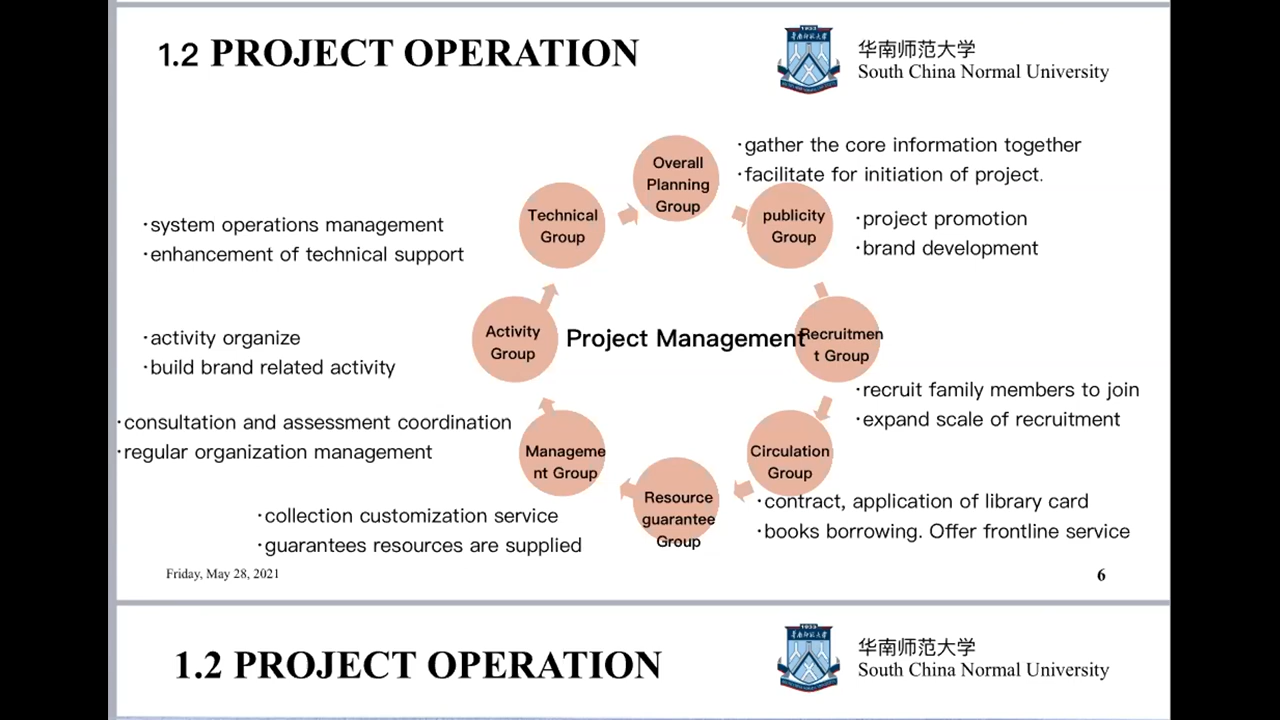 1.2 PROJECT OPERATION
华南师范大学
South China Normal University
·gather the core information together
·facilitate for initiation of project.
Overall
Planning
Group
publicity
Group
·project promotion
·brand development
Technical
Group
·system operations management
·enhancement of technical support
Activity
Group
·activity organize
·build brand related activity
Project Management
Recruitmen
t Group
·recruit family members to join
·expand scale of recruitment
·consultation and assessment coordination
·regular organization management
Manageme
nt Group
Circulation
Group
·contract, application of library card
·books borrowing. Offer frontline service
Resource
guarantee
Group
·collection customization service
·guarantees resources are supplied
Friday, May 28, 2021
6
1.2 PROJECT OPERATION
华南师范大学
South China Normal University